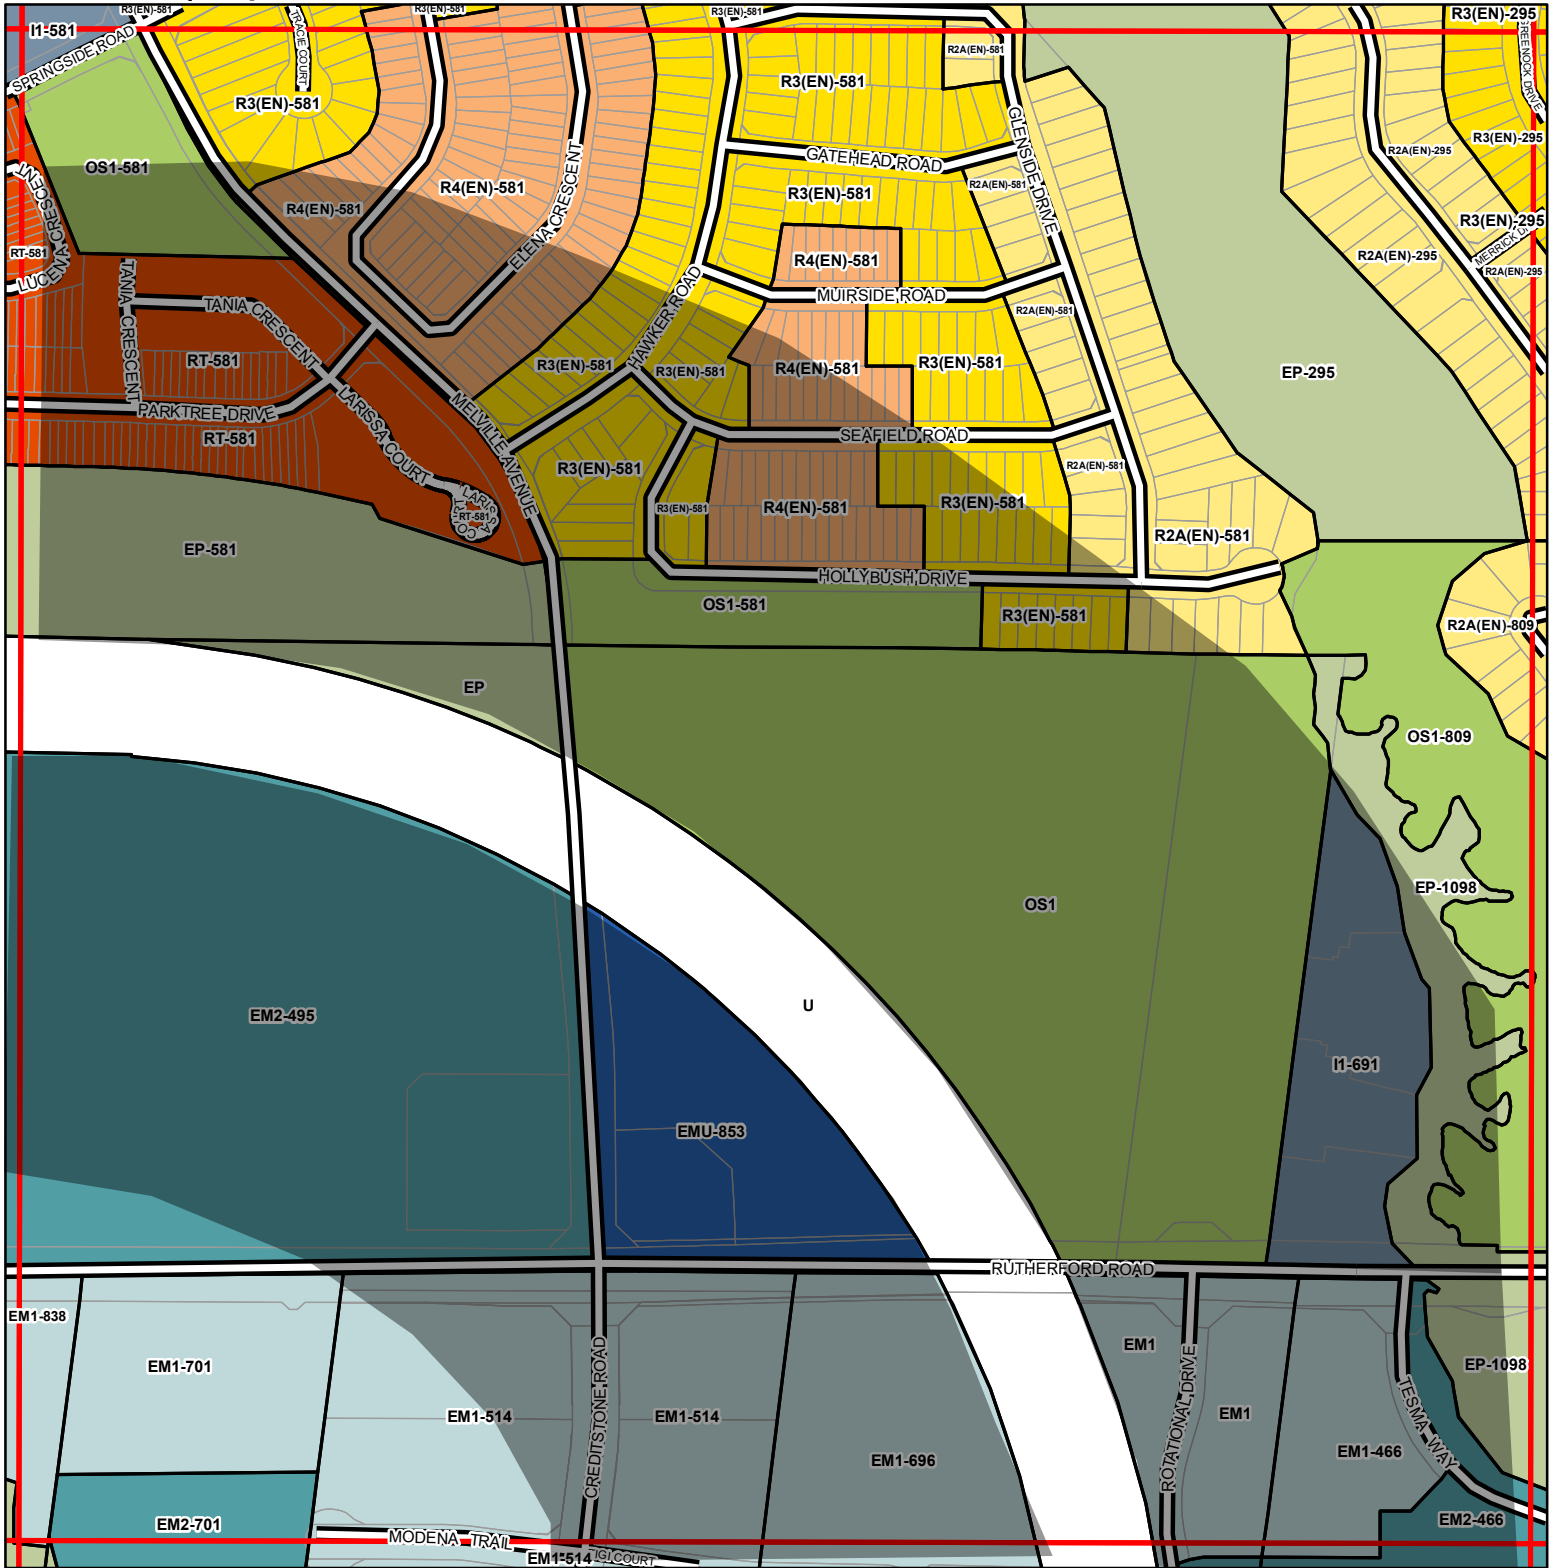 R3(EN)-581
R3(EN)-581
R3(EN)-581
R3(EN)-295
I1-581
SPRINGSIDE ROAD
TRACIE COURT
R2A(EN)-581
GREENOCK DRIVE
R3(EN)-581
R3(EN)-581
R3(EN)-295
R2A(EN)-295
OS1-581
GATEHEAD ROAD
GLENSIDE DRIVE
R4(EN)-581
R3(EN)-581
R2A(EN)-581
R4(EN)-581
ELENA CRESCENT
R3(EN)-295
MERRICK D
LUCENA CRESCENT
RT-581
R4(EN)-581
R2A(EN)-295
R2A(EN)-295
TANIA CRESCENT
TANIA CRESCENT
HAWKER ROAD
MUIRSIDE ROAD
R2A(EN)-581
RT-581
R3(EN)-581
R3(EN)-581
R4(EN)-581
R3(EN)-581
EP-295
PARKTREE DRIVE
LARISSA COURT
MELVILLE AVENUE
RT-581
SEAFIELD ROAD
R3(EN)-581
R2A(EN)-581
LARISSA COURT
RT-581
R3(EN)-581
R4(EN)-581
R3(EN)-581
R2A(EN)-581
EP-581
HOLLYBUSH DRIVE
OS1-581
R3(EN)-581
R2A(EN)-809
EP
OS1-809
EP-1098
OS1
U
EM2-495
I1-691
EMU-853
RUTHERFORD ROAD
EM1-838
EM1-701
EM1
EP-1098
CREDITSTONE ROAD
ROTATIONAL DRIVE
TESMA WAY
EM1-514
EM1-514
EM1
EM1-466
EM1-696
EM2-701
EM2-466
MODENA TRAIL
EM1-514
IGI COURT